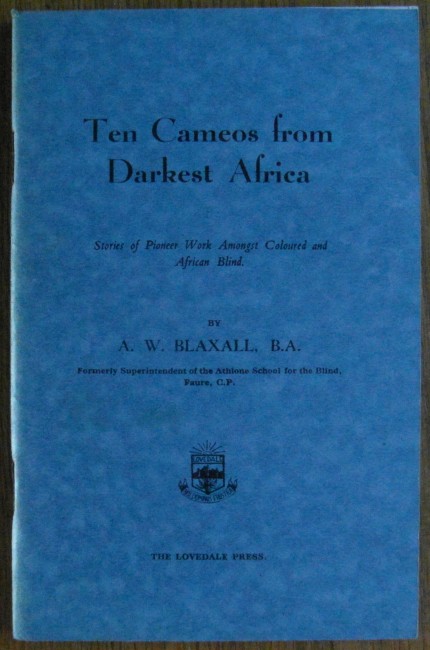 Ten Cameos from
Darkest Africa
Stories of Pioneer Work Amongst Coloured and
African Blind.
BY
A. W. BLAXALL, B.A.
Formerly Superintendent of the Athlone School for the Blind,
Faure, C.P.
LOVEDALE
THE LOVEDALE PRESS.